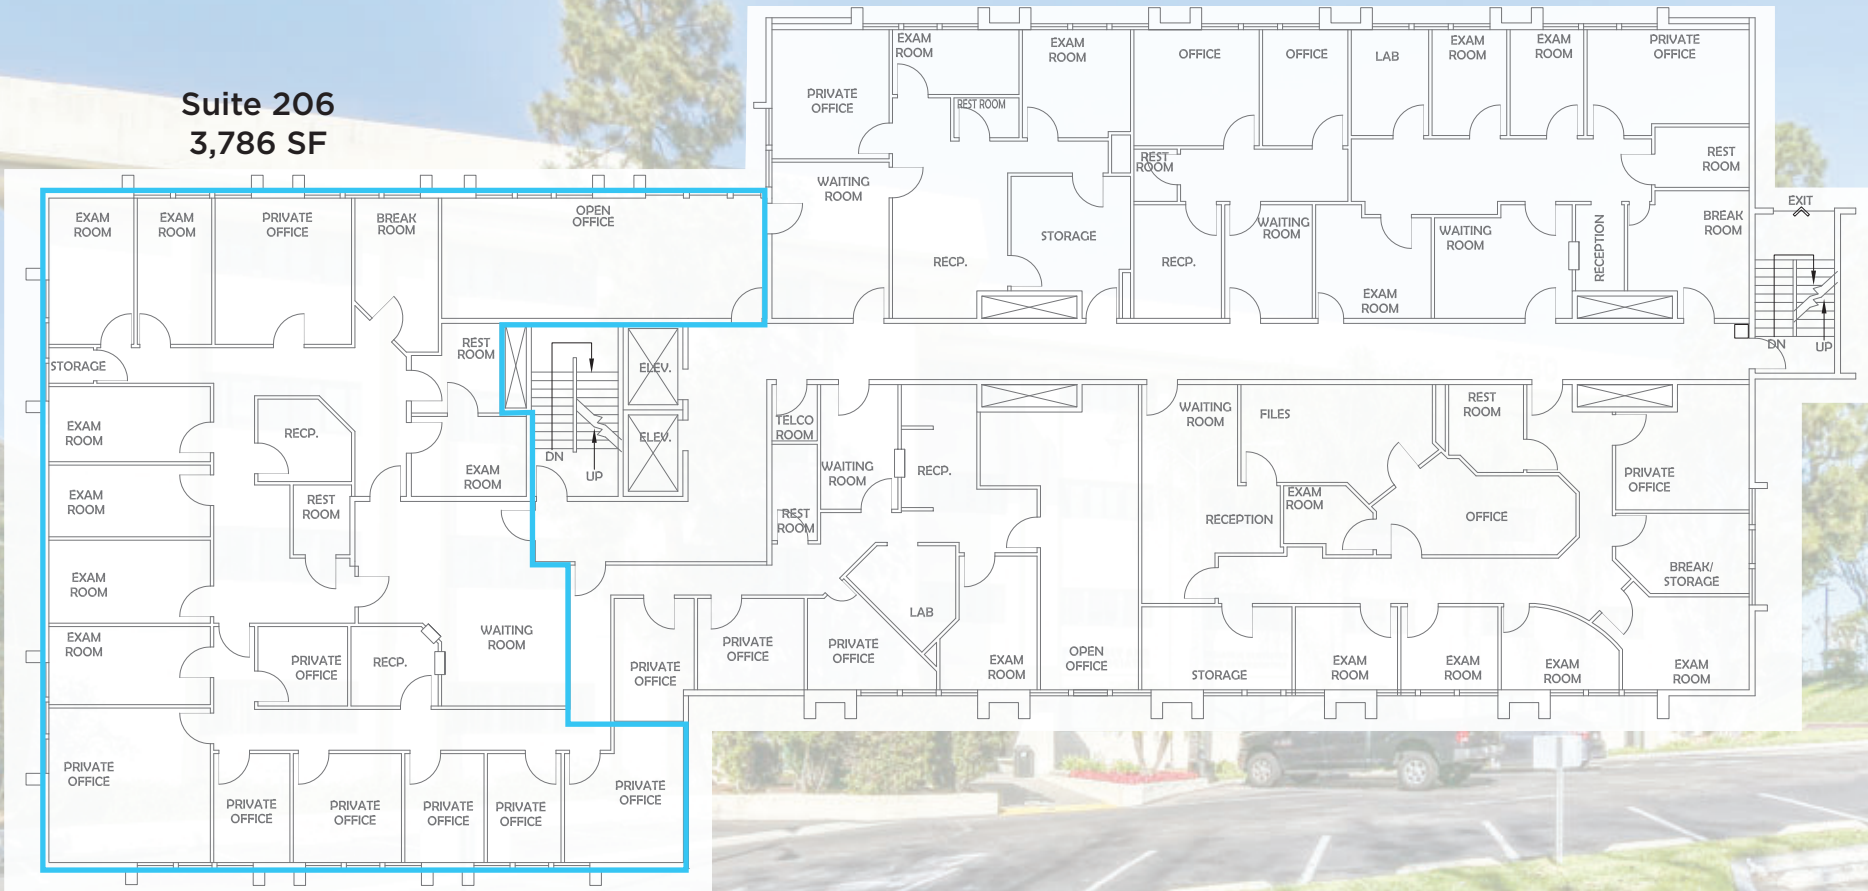 Suite 206
3,786 SF
EXAM
ROOM
EXAM
ROOM
PRIVATE
OFFICE
BREAK
ROOM
OPEN
OFFICE
STORAGE
REST
ROOM
EXAM
ROOM
RECP.
EXAM
ROOM
EXAM
ROOM
REST
ROOM
EXAM
ROOM
EXAM
ROOM
PRIVATE
OFFICE
RECP.
WAITING
ROOM
PRIVATE
OFFICE
PRIVATE
OFFICE
PRIVATE
OFFICE
PRIVATE
OFFICE
PRIVATE
OFFICE
PRIVATE
OFFICE
ELEV.
ELEV.
DN
UP
PRIVATE
OFFICE
EXAM
ROOM
REST ROOM
EXAM
ROOM
OFFICE
OFFICE
LAB
EXAM
ROOM
EXAM
ROOM
PRIVATE
OFFICE
WAITING
ROOM
RECP.
STORAGE
REST
ROOM
RECP.
WAITING
ROOM
EXAM
ROOM
WAITING
ROOM
RECEPTION
REST
ROOM
BREAK
ROOM
EXIT
DN
UP
TELCO
ROOM
WAITING
ROOM
RECP.
REST
ROOM
LAB
PRIVATE
OFFICE
PRIVATE
OFFICE
PRIVATE
OFFICE
EXAM
ROOM
OPEN
OFFICE
WAITING
ROOM
FILES
REST
ROOM
EXAM
ROOM
RECEPTION
OFFICE
PRIVATE
OFFICE
BREAK/
STORAGE
STORAGE
EXAM
ROOM
EXAM
ROOM
EXAM
ROOM
EXAM
ROOM